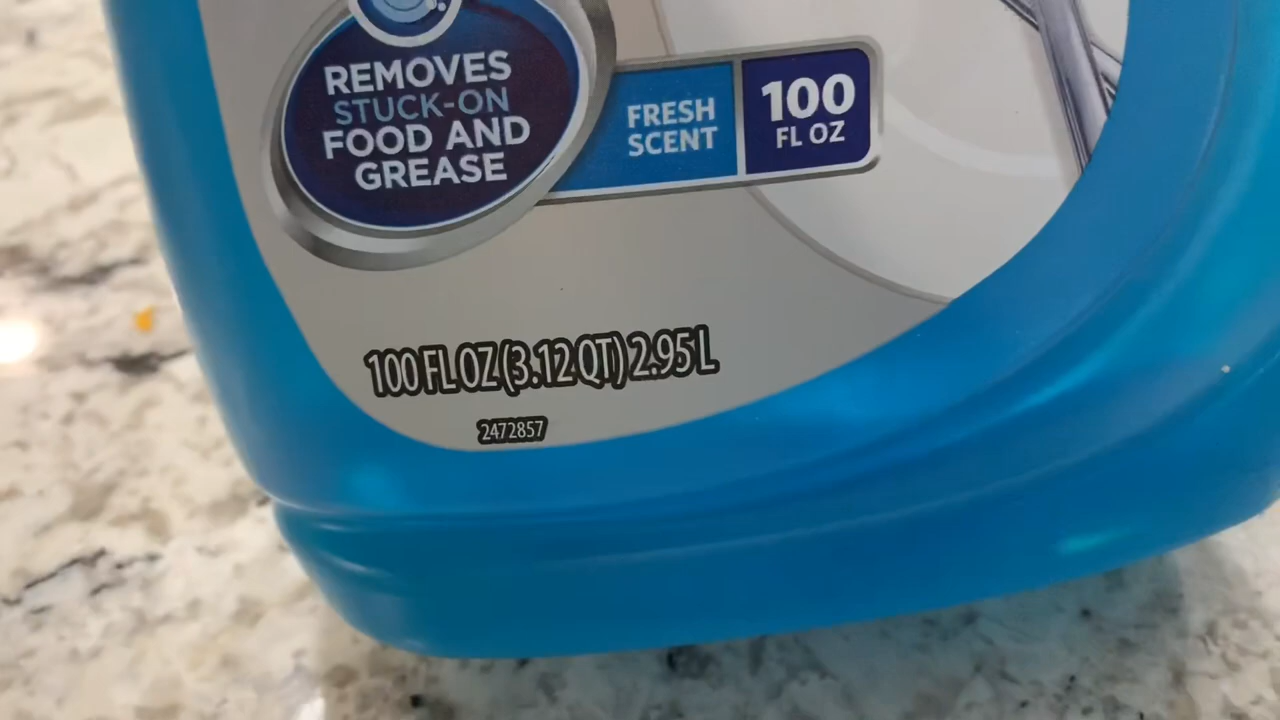 REMOVES
STUCK-ON
FOOD AND
GREASE
FRESH
SCENT
100
FL OZ
100 FL OZ (3.12 QT) 2.95 L
2472857